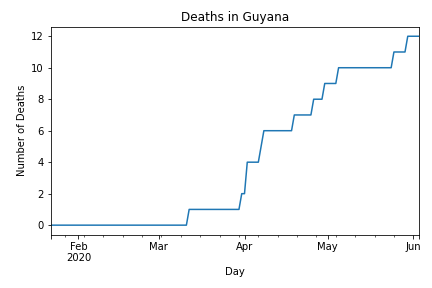 Deaths in Guyana
12
10
8
6
4
2
0
Number of Deaths
Feb
2020
Mar
Apr
May
Jun
Day